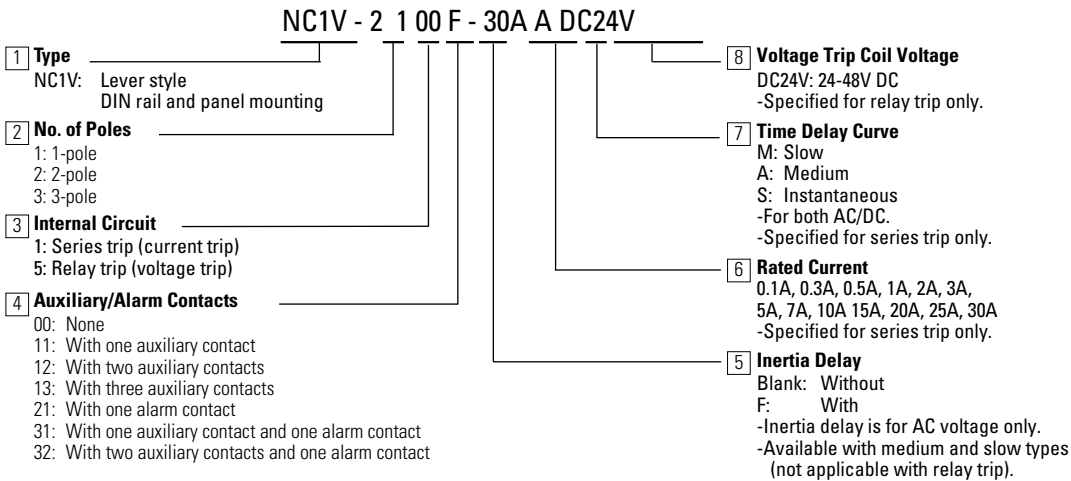 NC1V - 2 1 00 F - 30A A DC24V
1 Type
NC1V: Lever style
DIN rail and panel mounting
2 No. of Poles
1: 1-pole
2: 2-pole
3: 3-pole
3 Internal Circuit
1: Series trip (current trip)
5: Relay trip (voltage trip)
4 Auxiliary/Alarm Contacts
00: None
11: With one auxiliary contact
12: With two auxiliary contacts
13: With three auxiliary contacts
21: With one alarm contact
31: With one auxiliary contact and one alarm contact
32: With two auxiliary contacts and one alarm contact
8 Voltage Trip Coil Voltage
DC24V: 24-48V DC
-Specified for relay trip only.
7 Time Delay Curve
M: Slow
A: Medium
S: Instantaneous
-For both AC/DC.
-Specified for series trip only.
6 Rated Current
0.1A, 0.3A, 0.5A, 1A, 2A, 3A,
5A, 7A, 10A 15A, 20A, 25A, 30A
-Specified for series trip only.
5 Inertia Delay
Blank: Without
F: With
-Inertia delay is for AC voltage only.
-Available with medium and slow types
(not applicable with relay trip).